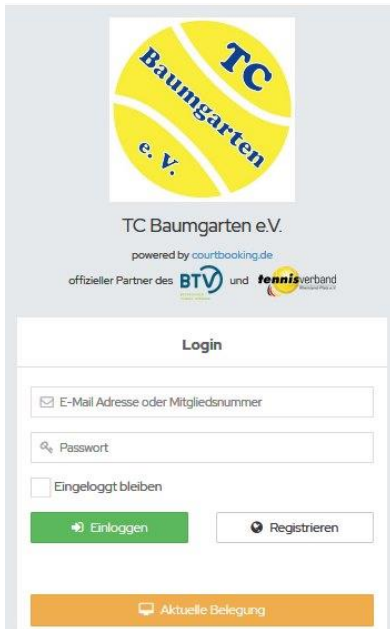 TC
Baumgarten
e. V.
TC Baumgarten e.V.
powered by courtbooking.de
offizieller Partner des BTV und tennisverband
Login
E-Mail Adresse oder Mitgliedsnummer
Passwort
Eingeloggt bleiben
Einloggen
Registrieren
Aktuelle Belegung